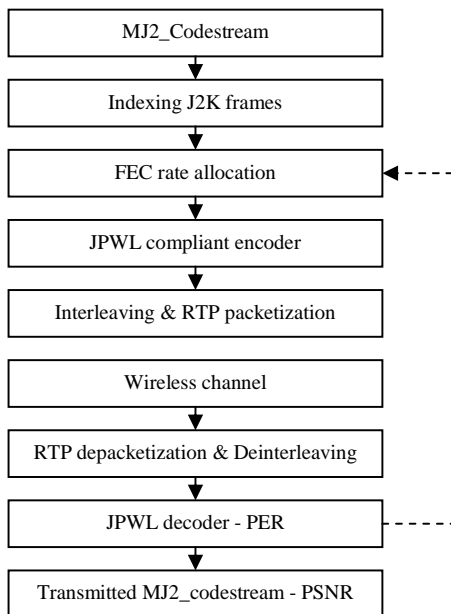 MJ2_Codestream
Indexing J2K frames
FEC rate allocation
JPWL compliant encoder
Interleaving & RTP packetization
Wireless channel
RTP depacketization & Deinterleaving
JPWL decoder - PER
Transmitted MJ2_codestream - PSNR